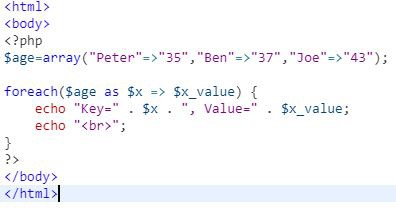 <html>
<body>
<?php
$age=array("Peter"=>"35","Ben"=>"37","Joe"=>"43");

foreach($age as $x => $x_value) {
    echo "Key=" . $x . ", Value=" . $x_value;
    echo "<br>";
}
?>
</body>
</html>